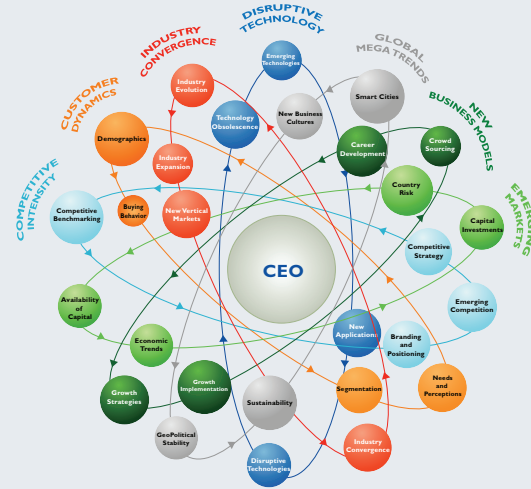 DISRUPTIVE
TECHNOLOGY
INDUSTRY
CONVERGENCE
GLOBAL
MEGA TRENDS
CUSTOMER
DYNAMICS
NEW
BUSINESS MODELS
COMPETITIVE
INTENSITY
EMERGING
MARKETS
Emerging
Technologies
Industry
Evolution
Smart Cities
New Business
Cultures
Technology
Obsolescence
Demographics
Career
Development
Crowd
Sourcing
Industry
Expansion
Country
Risk
Competitive
Benchmarking
Buying
Behavior
New Vertical
Markets
Capital
Investments
Competitive
Strategy
CEO
Availability
of
Capital
Emerging
Competition
Economic
Trends
New
Applications
Branding
and
Positioning
Growth
Strategies
Growth
Implementation
Sustainability
Segmentation
Needs
and
Perceptions
GeoPolitical
Stability
Industry
Convergence
Disruptive
Technologies